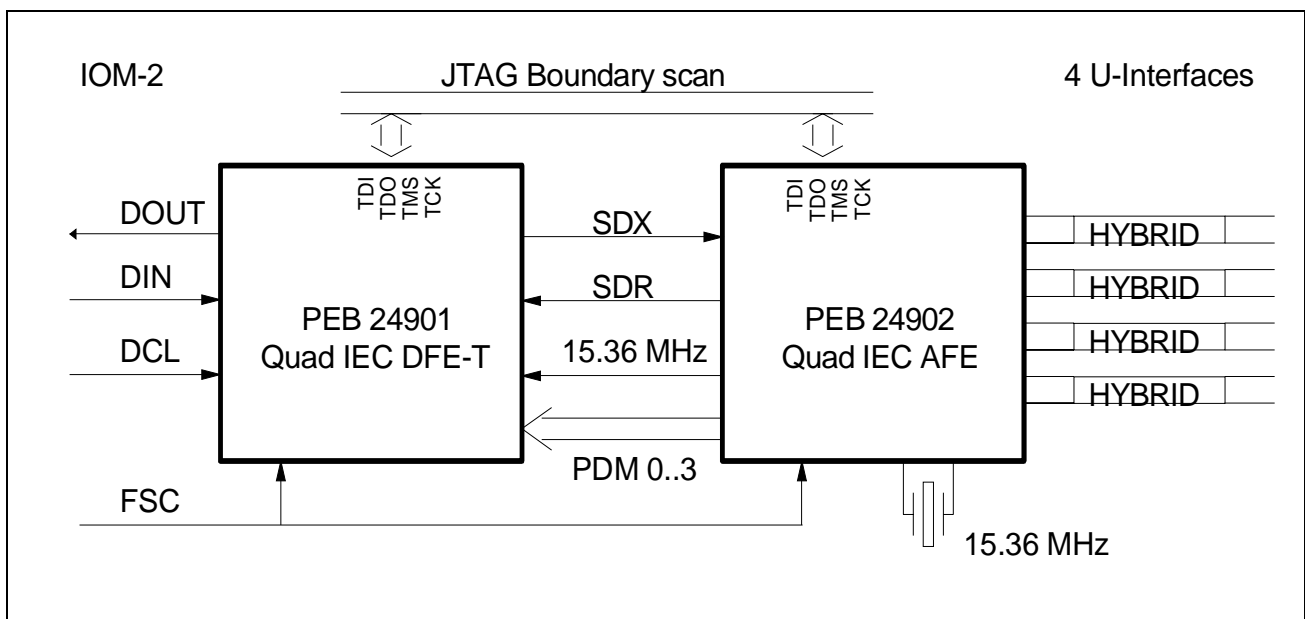 IOM-2
JTAG Boundary scan
4 U-Interfaces
TDI
TDO
TMS
TCK
TDI
TDO
TMS
TCK
DOUT
DIN
DCL
FSC
PEB 24901
Quad IEC DFE-T
SDX
SDR
15.36 MHz
PDM 0..3
PEB 24902
Quad IEC AFE
HYBRID
HYBRID
HYBRID
HYBRID
15.36 MHz